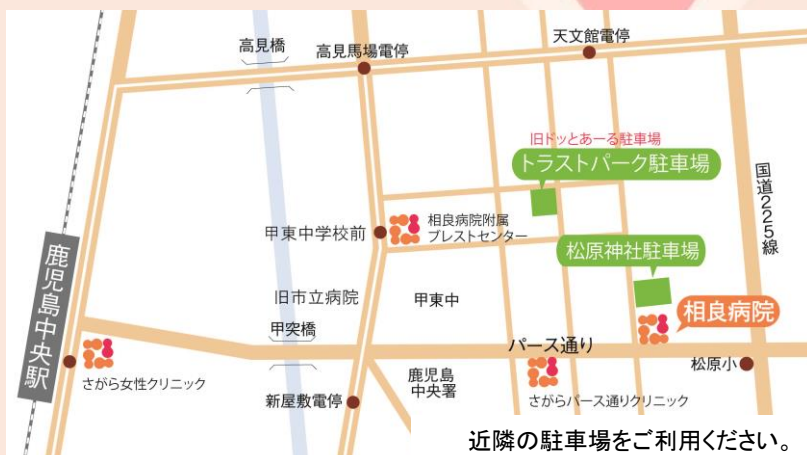 高見橋
高見馬場電停
天文館電停
旧ドッとあーる駐車場
トラストパーク駐車場
国道225線
相良病院附属
ブレストセンター
甲東中学校前
松原神社駐車場
鹿児島中央駅
旧市立病院
甲東中
相良病院
甲突橋
パース通り
松原小
さがら女性クリニック
鹿児島
中央署
新屋敷電停
さがらパース通りクリニック
近隣の駐車場をご利用ください。